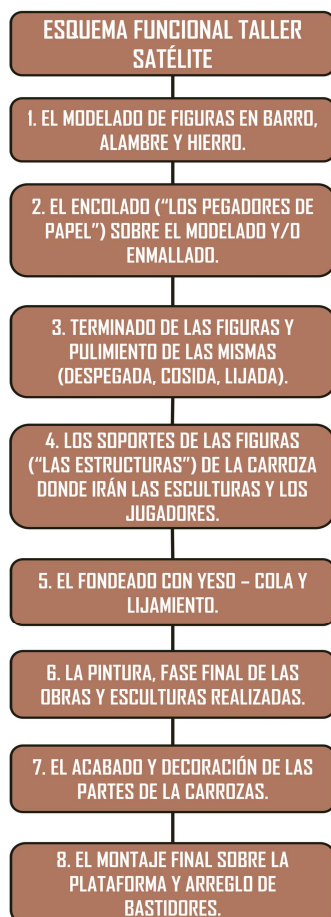 ESQUEMA FUNCIONAL TALLER
SATÉLITE
1. EL MODELADO DE FIGURAS EN BARRO,
ALAMBRE Y HIERRO.
2. EL ENCOLADO (“LOS PEGADORES DE
PAPEL”) SOBRE EL MODELADO Y/O
ENMALLADO.
3. TERMINADO DE LAS FIGURAS Y
PULIMIENTO DE LAS MISMAS
(DESPEGADA, COSIDA, LIJADA).
4. LOS SOPORTES DE LAS FIGURAS
(“LAS ESTRUCTURAS”) DE LA CARROZA
DONDE IRÁN LAS ESCULTURAS Y LOS
JUGADORES.
5. EL FONDEADO CON YESO – COLA Y
LIJAMIENTO.
6. LA PINTURA, FASE FINAL DE LAS
OBRAS Y ESCULTURAS REALIZADAS.
7. EL ACABADO Y DECORACIÓN DE LAS
PARTES DE LA CARROZAS.
8. EL MONTAJE FINAL SOBRE LA
PLATAFORMA Y ARREGLO DE
BASTIDORES.